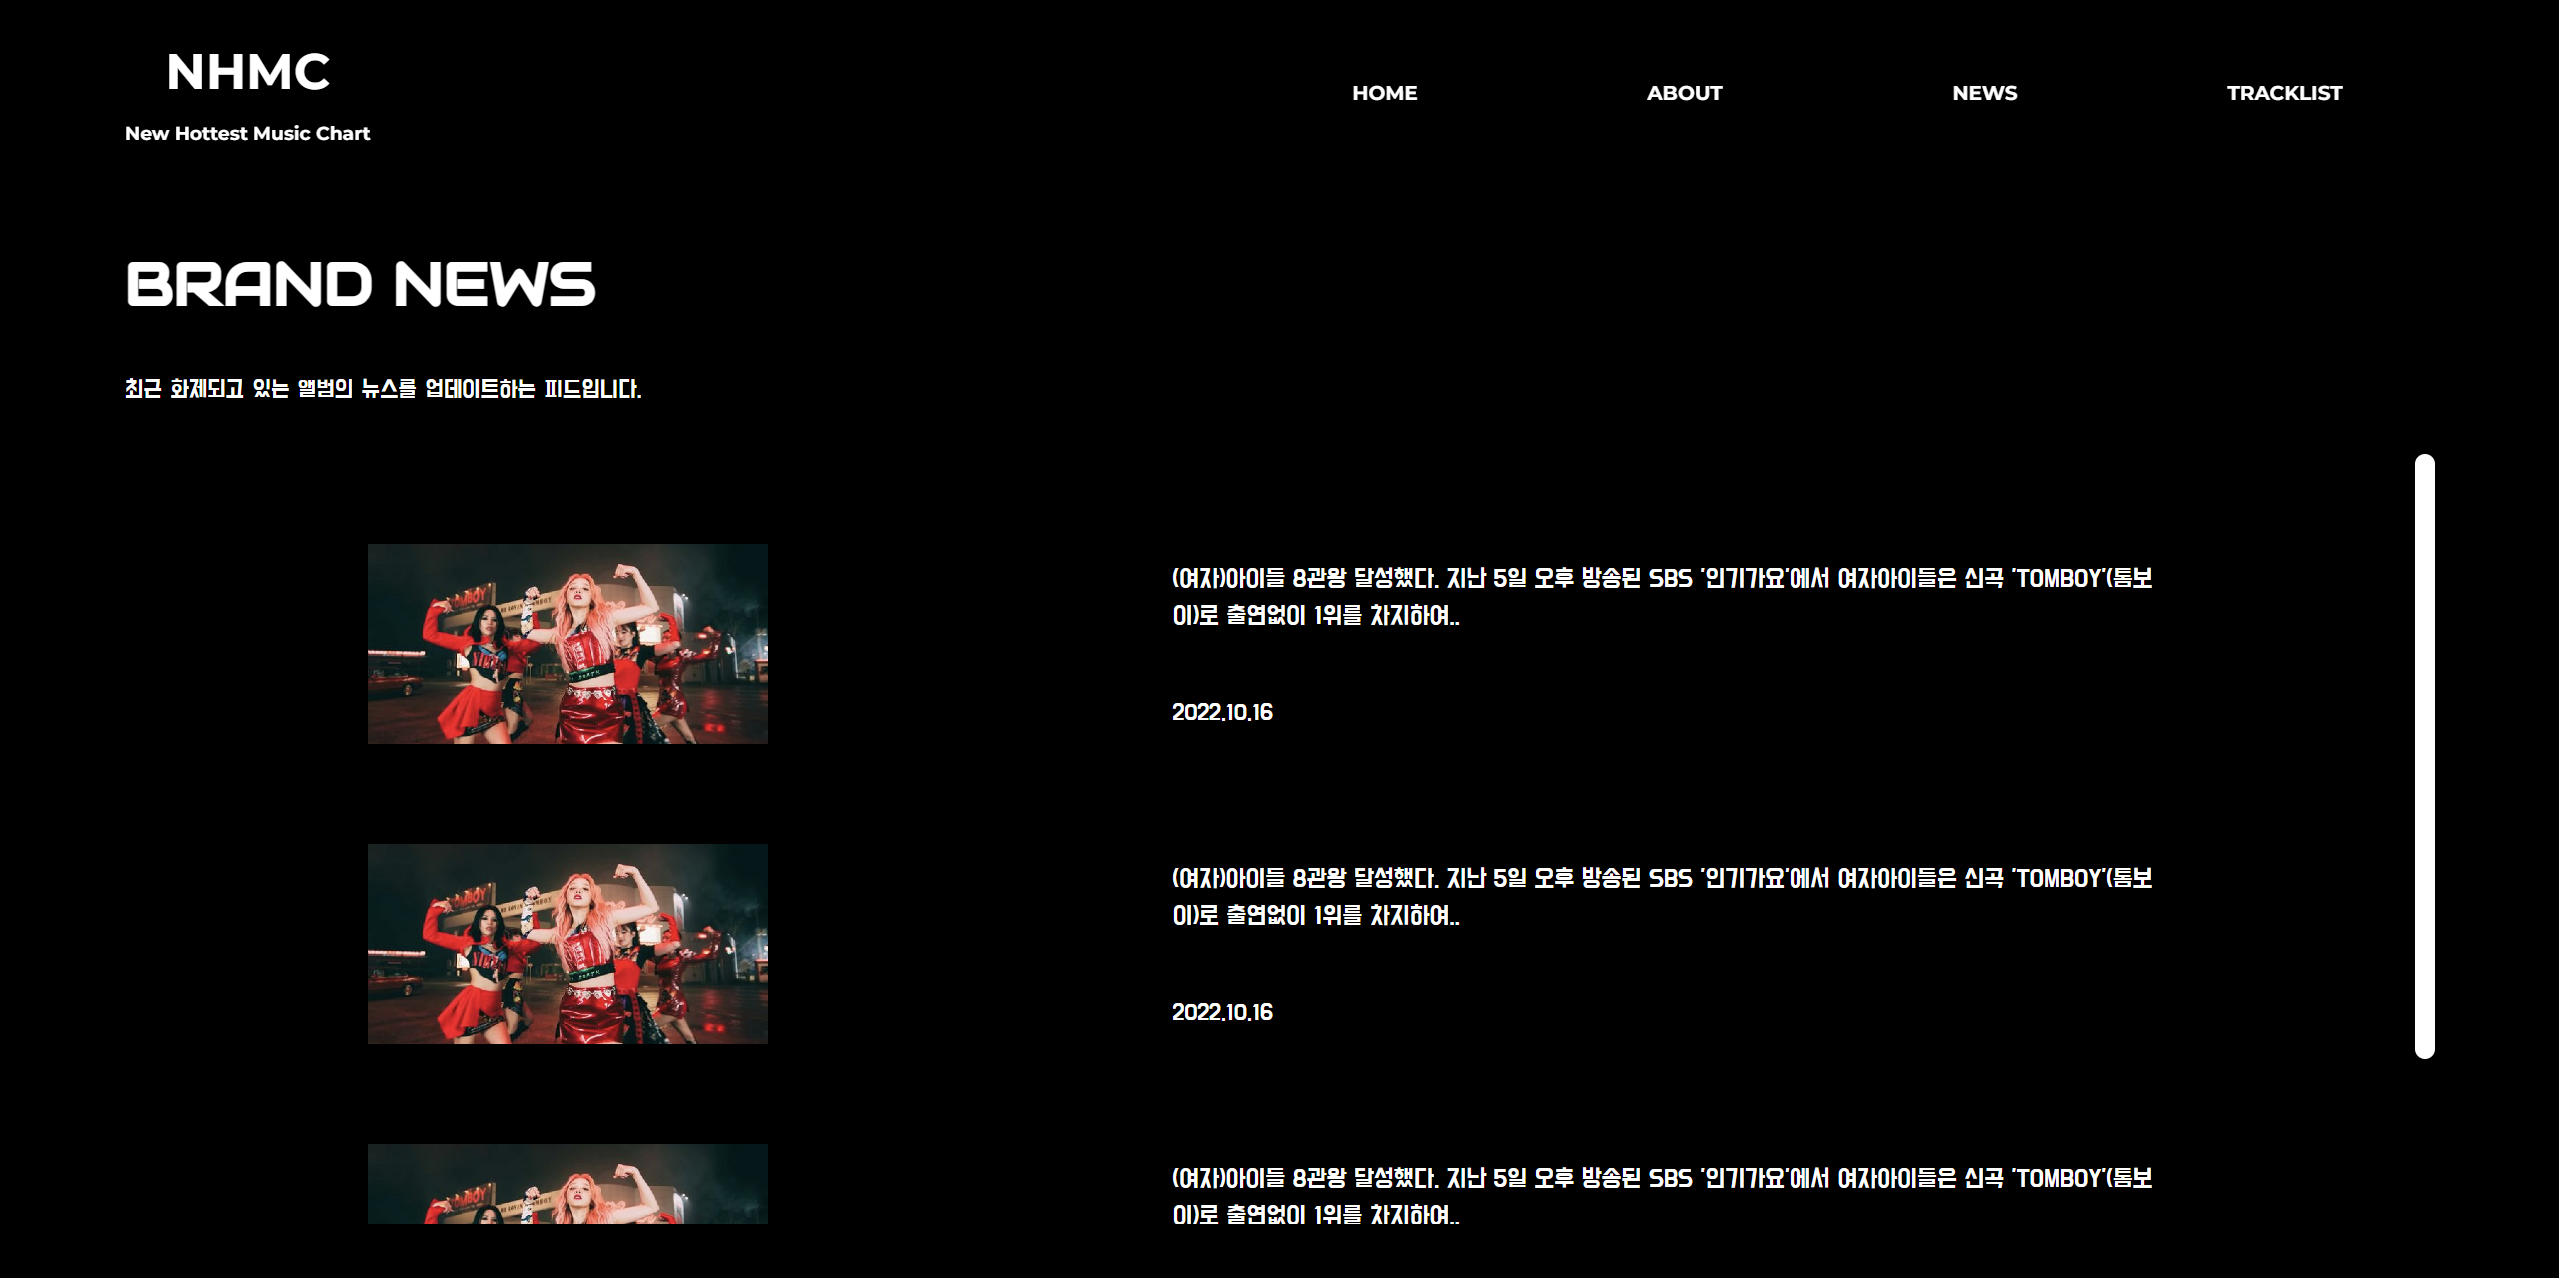 NHMC
New Hottest Music Chart
HOME ABOUT NEWS TRACKLIST
BRAND NEWS
최근 화제되고 있는 앨범의 뉴스를 업데이트하는 피드입니다.
TOMBOY
(여자)아이들 8관왕 달성했다. 지난 5일 오후 방송된 SBS '인기가요'에서 여자아이들은 신곡 'TOMBOY'(톰보
이)로 출연없이 1위를 차지하여..
2022.10.16
TOMBOY
(여자)아이들 8관왕 달성했다. 지난 5일 오후 방송된 SBS '인기가요'에서 여자아이들은 신곡 'TOMBOY'(톰보
이)로 출연없이 1위를 차지하여..
2022.10.16
TOMBOY
(여자)아이들 8관왕 달성했다. 지난 5일 오후 방송된 SBS '인기가요'에서 여자아이들은 신곡 'TOMBOY'(톰보
이)로 출연없이 1위를 차지하여..